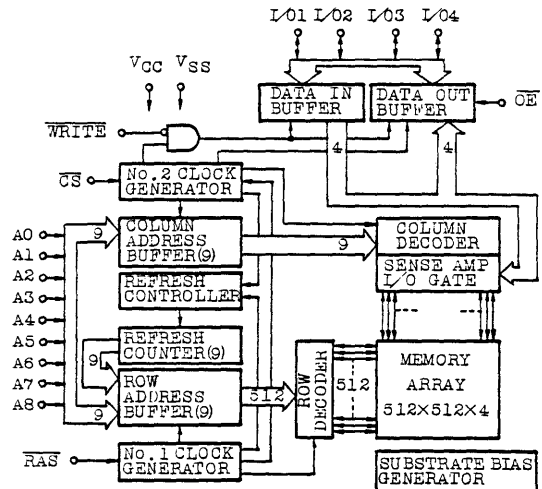 I/O1 I/O2 I/O3 I/O4
VCC VSS
DATA IN
BUFFER
DATA OUT
BUFFER
OE
WRITE
4
4
CS
No.2 CLOCK
GENERATOR
A0
A1
A2
A3
A4
A5
A6
A7
A8
9
COLUMN
ADDRESS
BUFFER(9)
9
COLUMN
DECODER
SENSE AMP
I/O GATE
REFRESH
CONTROLLER
REFRESH
COUNTER(9)
9
ROW
ADDRESS
BUFFER(9)
9
512
ROW DECODER
512
MEMORY
ARRAY
512×512×4
RAS
No.1 CLOCK
GENERATOR
SUBSTRATE BIAS
GENERATOR